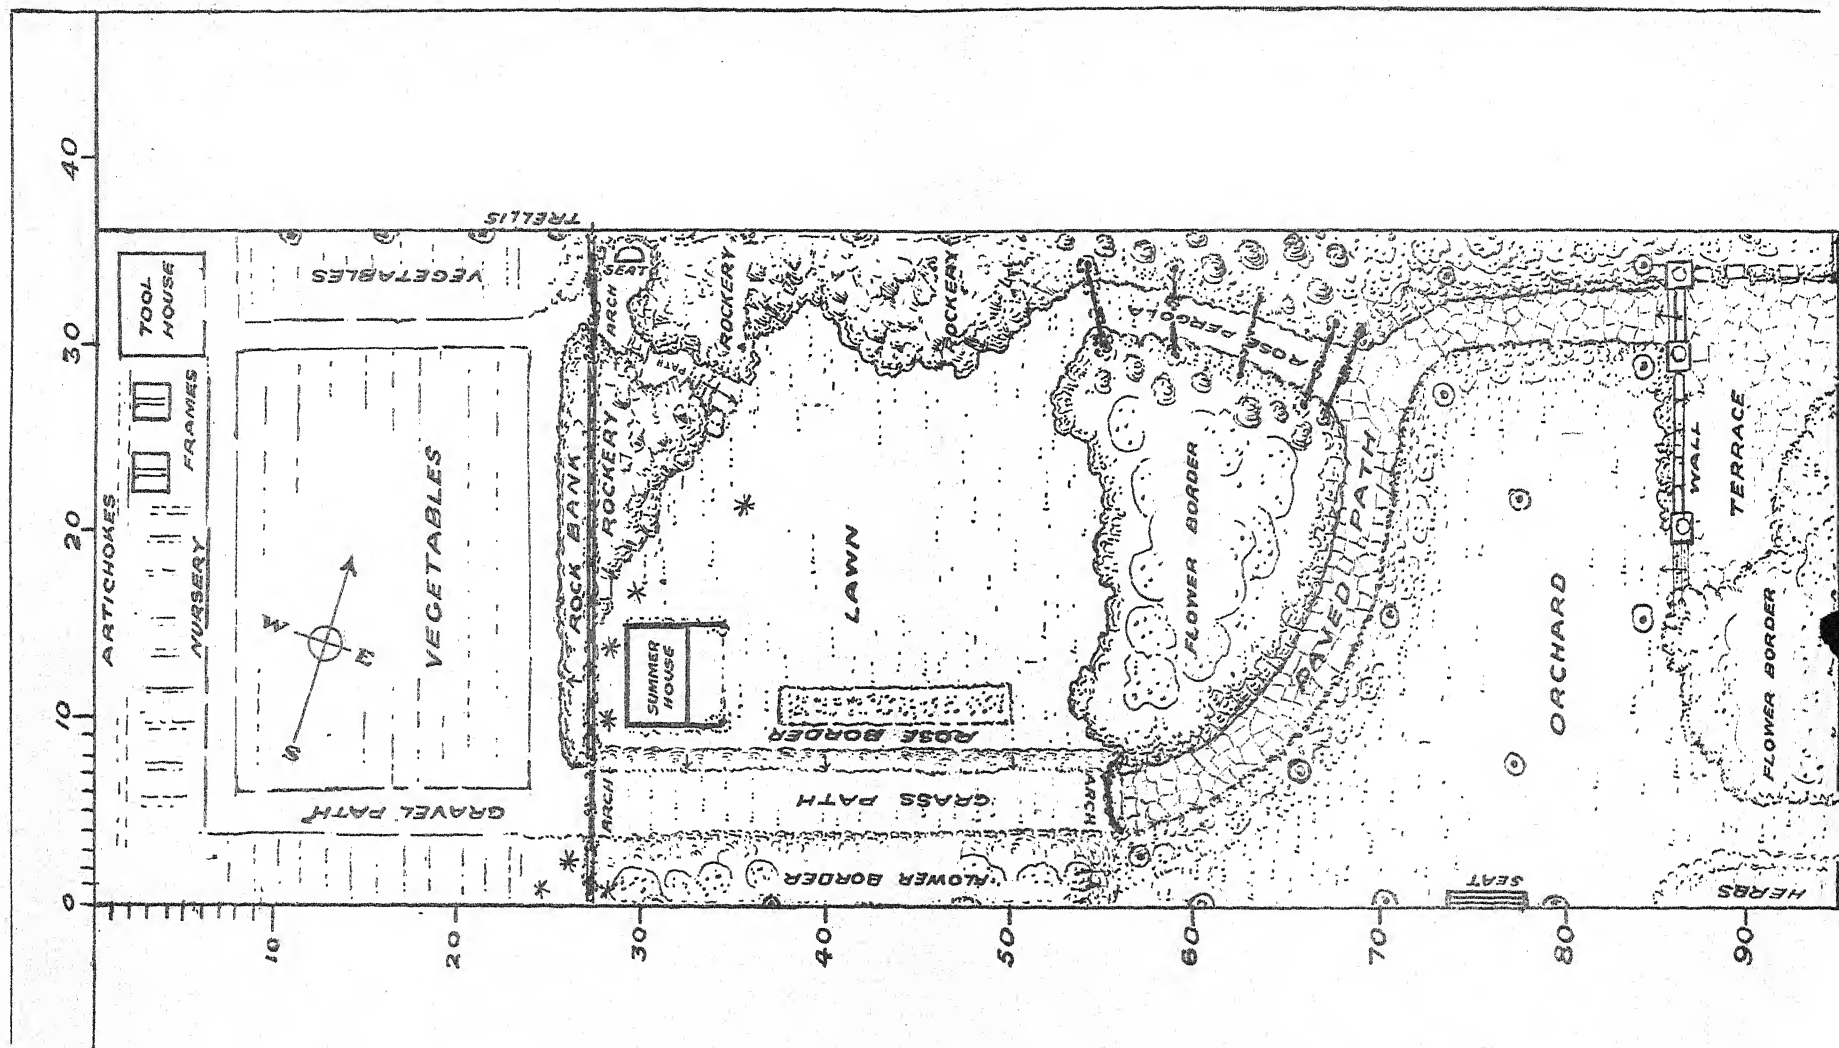 40
30
20
10
0
10
20
30
40
50
60
70
80
90
TRELLIS
TOOL
HOUSE
ARTICHOKES
FRAMES
NURSERY
VEGETABLES
VEGETABLES
S
W
E
GRAVEL PATH
ROCK BANK
ARCH
SEAT
ROCKERY
PATH
ROCKERY
ROCKERY
SUMMER
HOUSE
LAWN
ROSE BORDER
ARCH
GRASS PATH
ARCH
FLOWER BORDER
ROSE
PERGOLA
FLOWER BORDER
PAVED PATH
ORCHARD
SEAT
WALL
TERRACE
FLOWER BORDER
HERBS